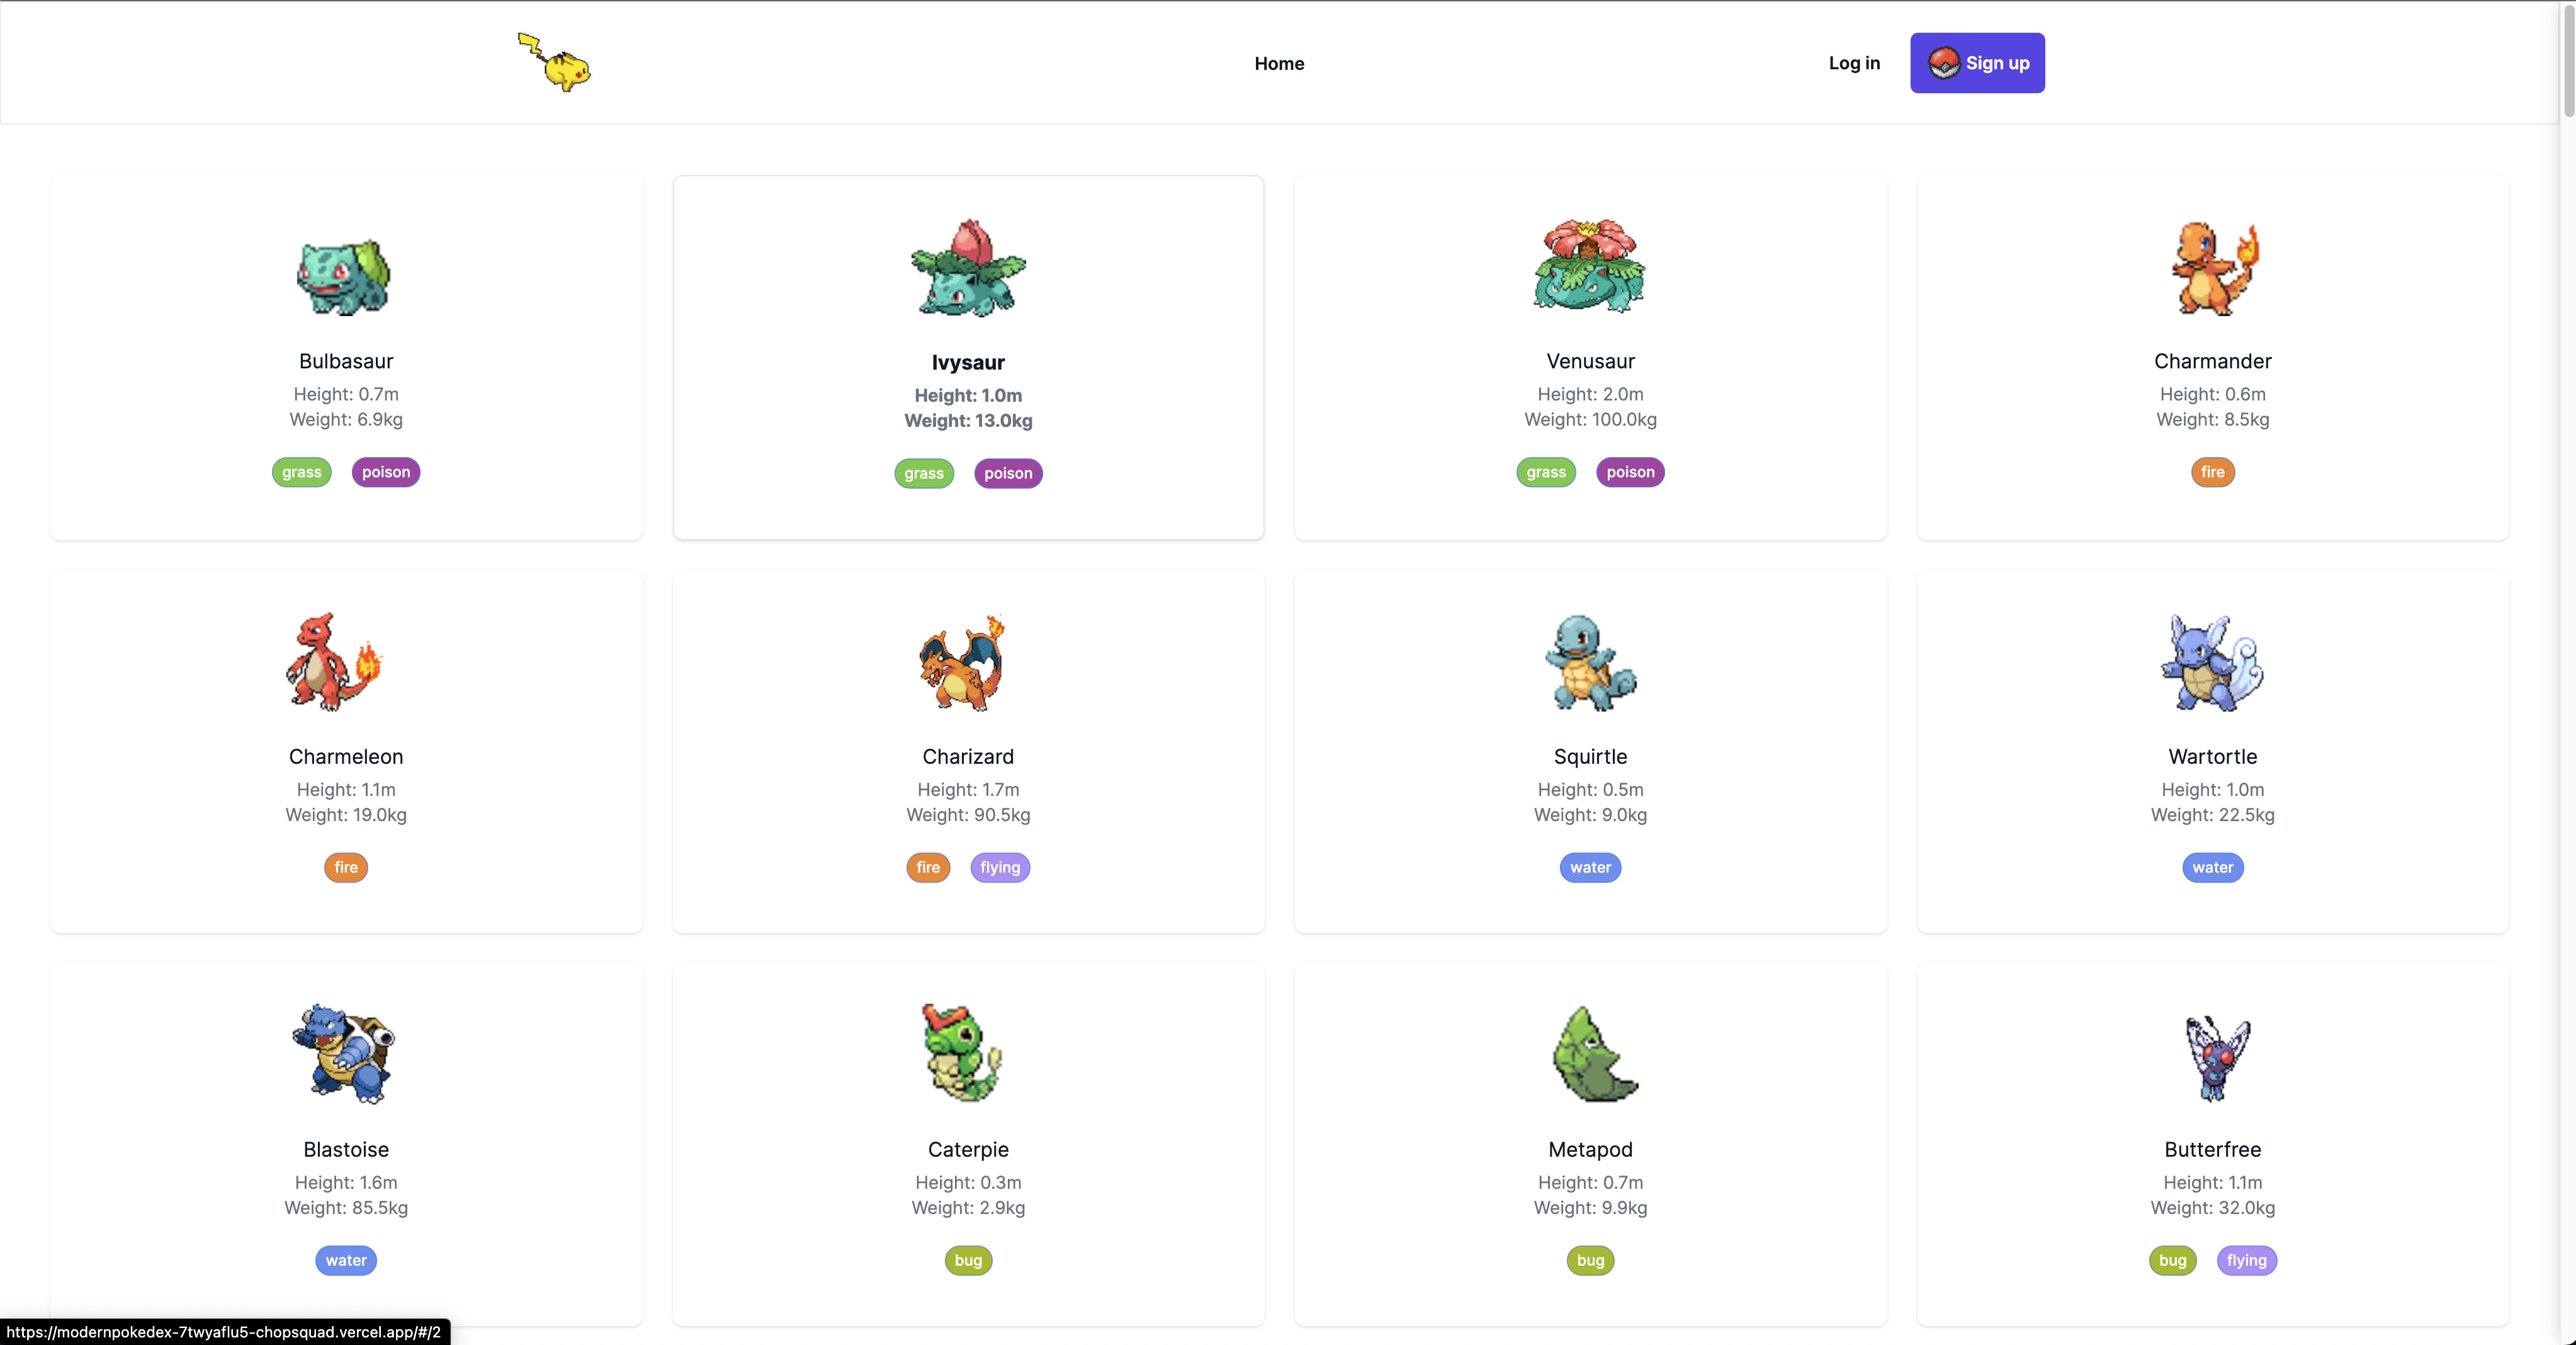 Home
Log in
Sign up
Bulbasaur
Height: 0.7m
Weight: 6.9kg
grass poison
Ivysaur
Height: 1.0m
Weight: 13.0kg
grass poison
Venusaur
Height: 2.0m
Weight: 100.0kg
grass poison
Charmander
Height: 0.6m
Weight: 8.5kg
fire
Charmeleon
Height: 1.1m
Weight: 19.0kg
fire
Charizard
Height: 1.7m
Weight: 90.5kg
fire flying
Squirtle
Height: 0.5m
Weight: 9.0kg
water
Wartortle
Height: 1.0m
Weight: 22.5kg
water
Blastoise
Height: 1.6m
Weight: 85.5kg
water
Caterpie
Height: 0.3m
Weight: 2.9kg
bug
Metapod
Height: 0.7m
Weight: 9.9kg
bug
Butterfree
Height: 1.1m
Weight: 32.0kg
bug flying
https://modernpokedex-7twyaflu5-chopsquad.vercel.app/#/2